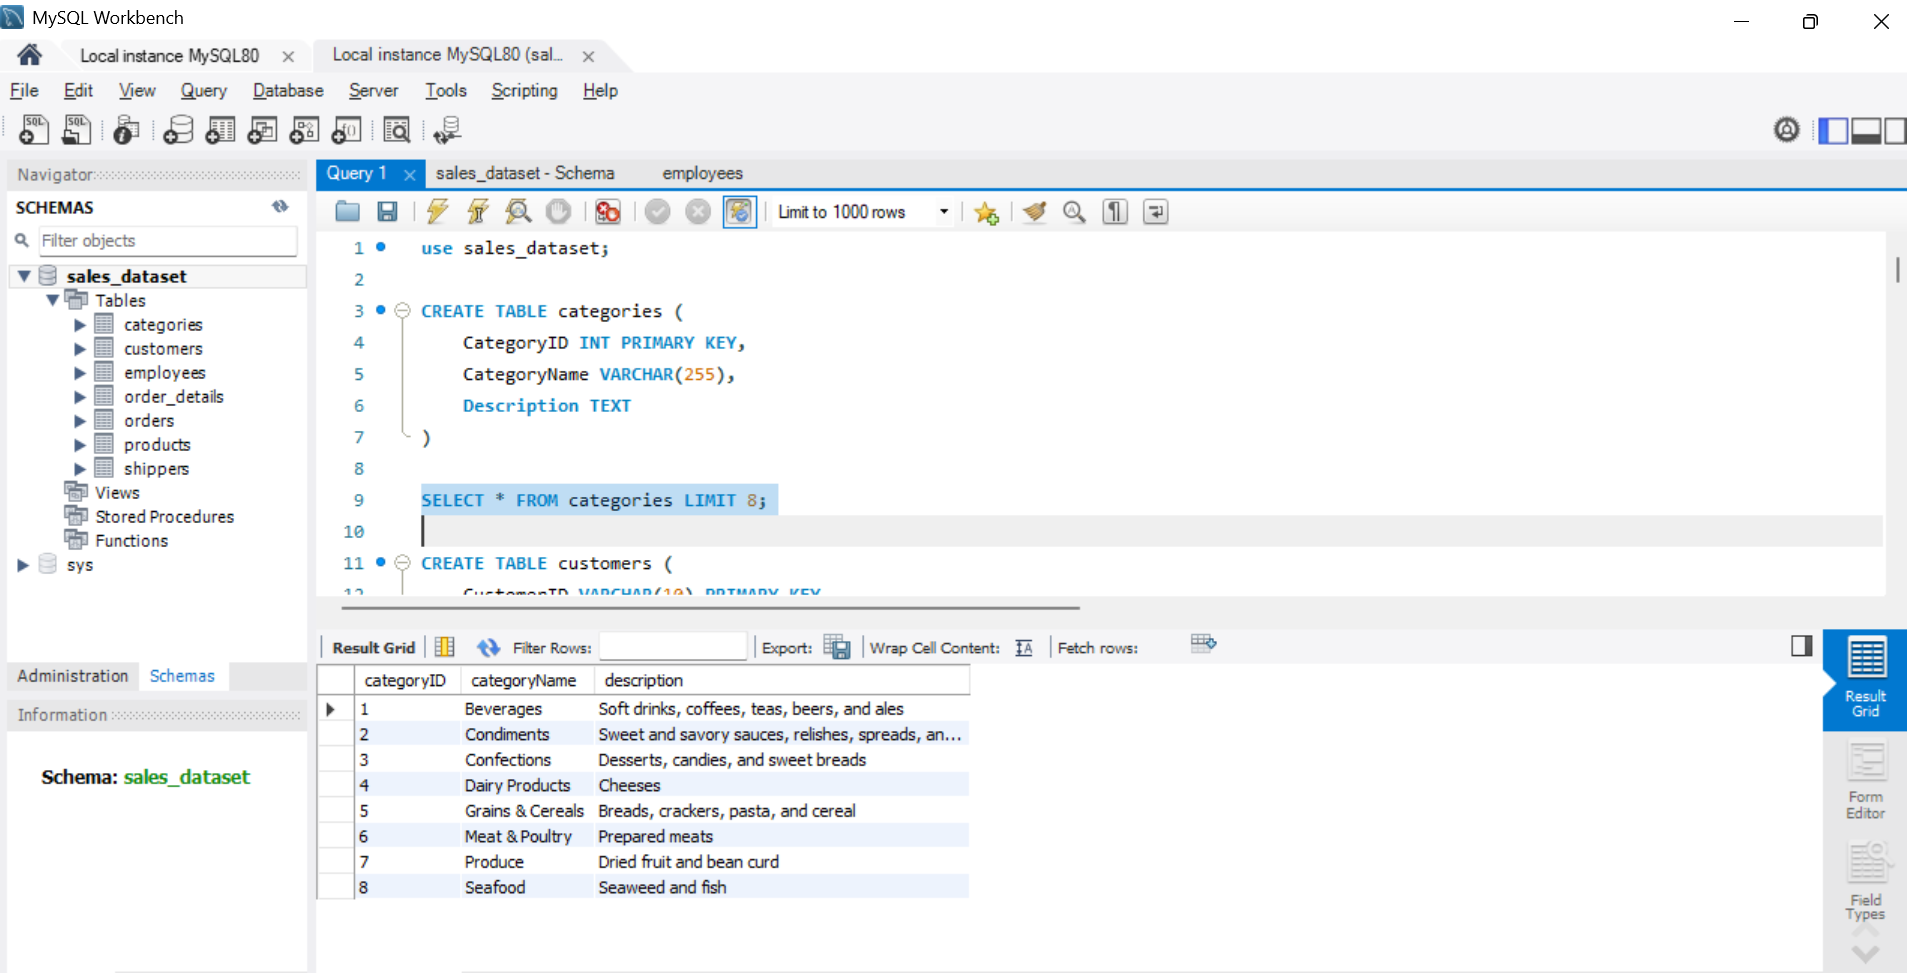 MySQL Workbench
Local instance MySQL80
Local instance MySQL80 (sal...
File Edit View Query Database Server Tools Scripting Help
Navigator
SCHEMAS
Filter objects
sales_dataset
Tables
categories
customers
employees
order_details
orders
products
shippers
Views
Stored Procedures
Functions
sys
Administration Schemas
Information
Schema: sales_dataset
Query 1 sales_dataset - Schema employees
Limit to 1000 rows
1 use sales_dataset;
2
3 CREATE TABLE categories (
4 CategoryID INT PRIMARY KEY,
5 CategoryName VARCHAR(255),
6 Description TEXT
7 )
8
9 SELECT * FROM categories LIMIT 8;
10
11 CREATE TABLE customers (
12 CustomerID VARCHAR(10) PRIMARY KEY
Result Grid Filter Rows: Export: Wrap Cell Content: Fetch rows:
categoryID categoryName description
1 Beverages Soft drinks, coffees, teas, beers, and ales
2 Condiments Sweet and savory sauces, relishes, spreads, an...
3 Confections Desserts, candies, and sweet breads
4 Dairy Products Cheeses
5 Grains & Cereals Breads, crackers, pasta, and cereal
6 Meat & Poultry Prepared meats
7 Produce Dried fruit and bean curd
8 Seafood Seaweed and fish
Result
Grid
Form
Editor
Field
Types